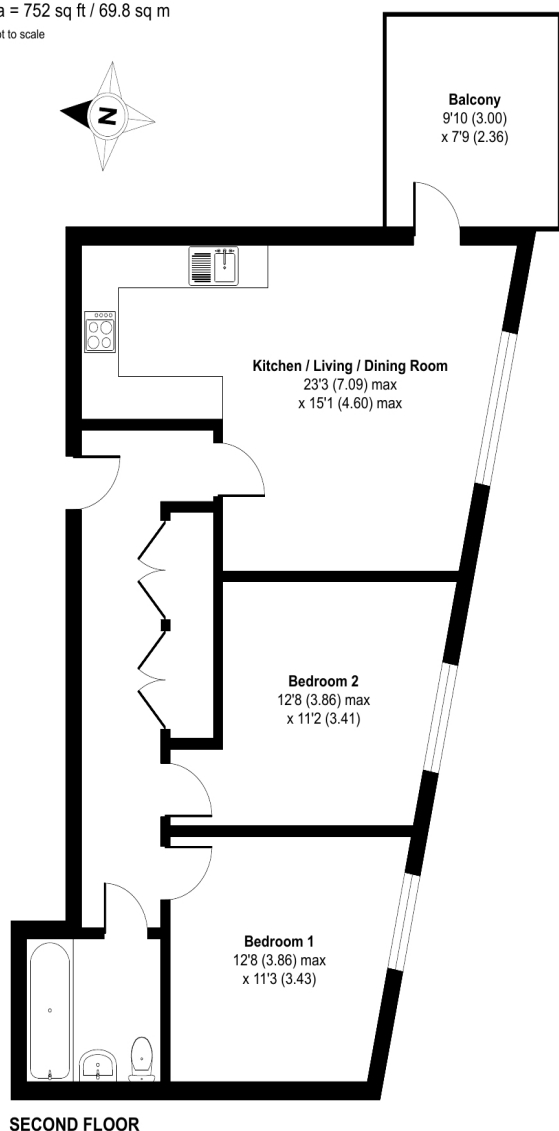 a = 752 sq ft / 69.8 sq m
ot to scale
N
Balcony
9'10 (3.00)
x 7'9 (2.36)
Kitchen / Living / Dining Room
23'3 (7.09) max
x 15'1 (4.60) max
Bedroom 2
12'8 (3.86) max
x 11'2 (3.41)
Bedroom 1
12'8 (3.86) max
x 11'3 (3.43)
SECOND FLOOR